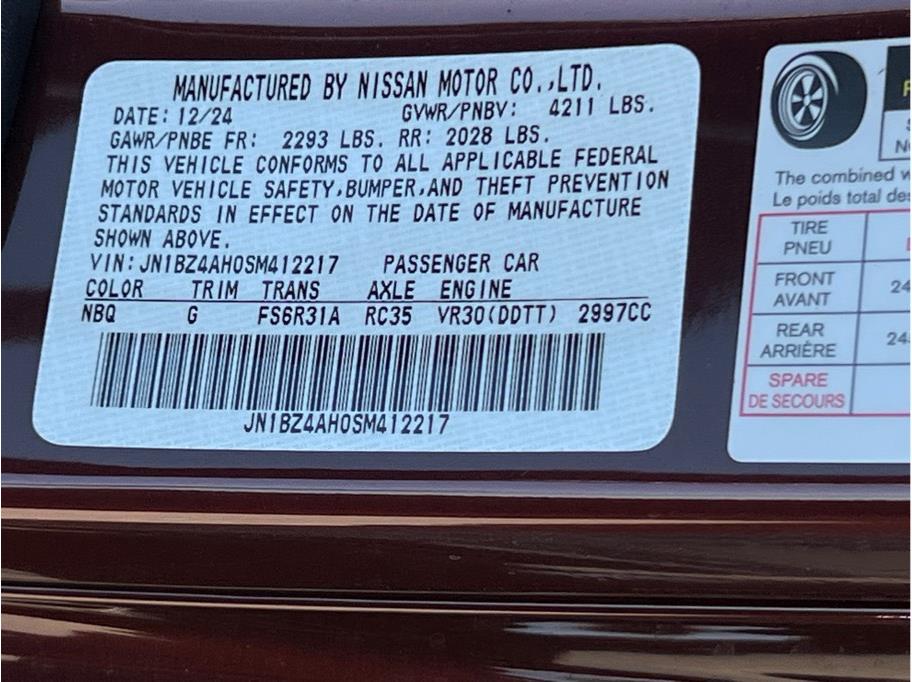 MANUFACTURED BY NISSAN MOTOR CO.,LTD.
DATE: 12/24 GVWR/PNBV: 4211 LBS.
GAWR/PNBE FR: 2293 LBS. RR: 2028 LBS.
THIS VEHICLE CONFORMS TO ALL APPLICABLE FEDERAL
MOTOR VEHICLE SAFETY,BUMPER,AND THEFT PREVENTION
STANDARDS IN EFFECT ON THE DATE OF MANUFACTURE
SHOWN ABOVE.
VIN: JN1BZ4AH0SM412217 PASSENGER CAR
COLOR TRIM TRANS AXLE ENGINE
NBQ G FS6R31A RC35 VR30(DDTT) 2997CC
JN1BZ4AH0SM412217
The combined
Le poids total
TIRE
PNEU
FRONT
AVANT
24
REAR
ARRIÈRE
SPARE
DE SECOURS